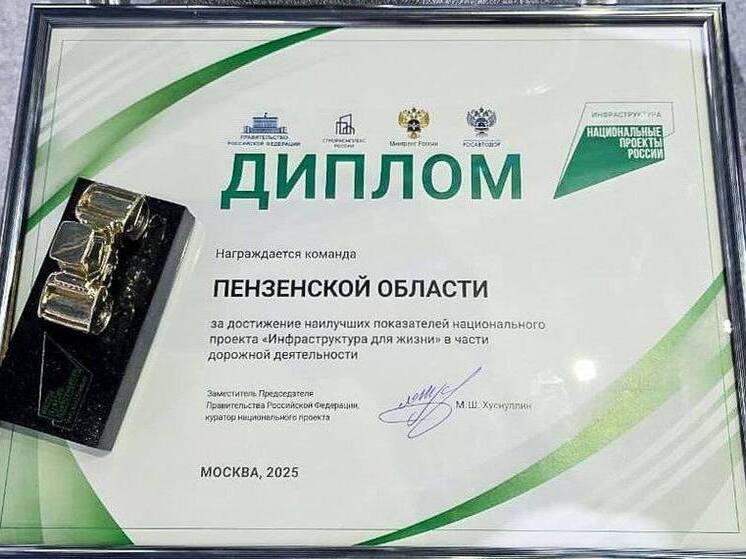 ПРАВИТЕЛЬСТВО
РОССИЙСКОЙ ФЕДЕРАЦИИ
СТРОЙКОМПЛЕКС
РОССИИ
Минтранс России
РОСАВТОДОР
ИНФРАСТРУКТУРА
НАЦИОНАЛЬНЫЕ
ПРОЕКТЫ
РОССИИ
ДИПЛОМ
Награждается команда
ПЕНЗЕНСКОЙ ОБЛАСТИ
за достижение наилучших показателей национального
проекта «Инфраструктура для жизни» в части
дорожной деятельности
Заместитель Председателя
Правительства Российской Федерации,
куратор национального проекта
М.Ш. Хуснуллин
МОСКВА, 2025